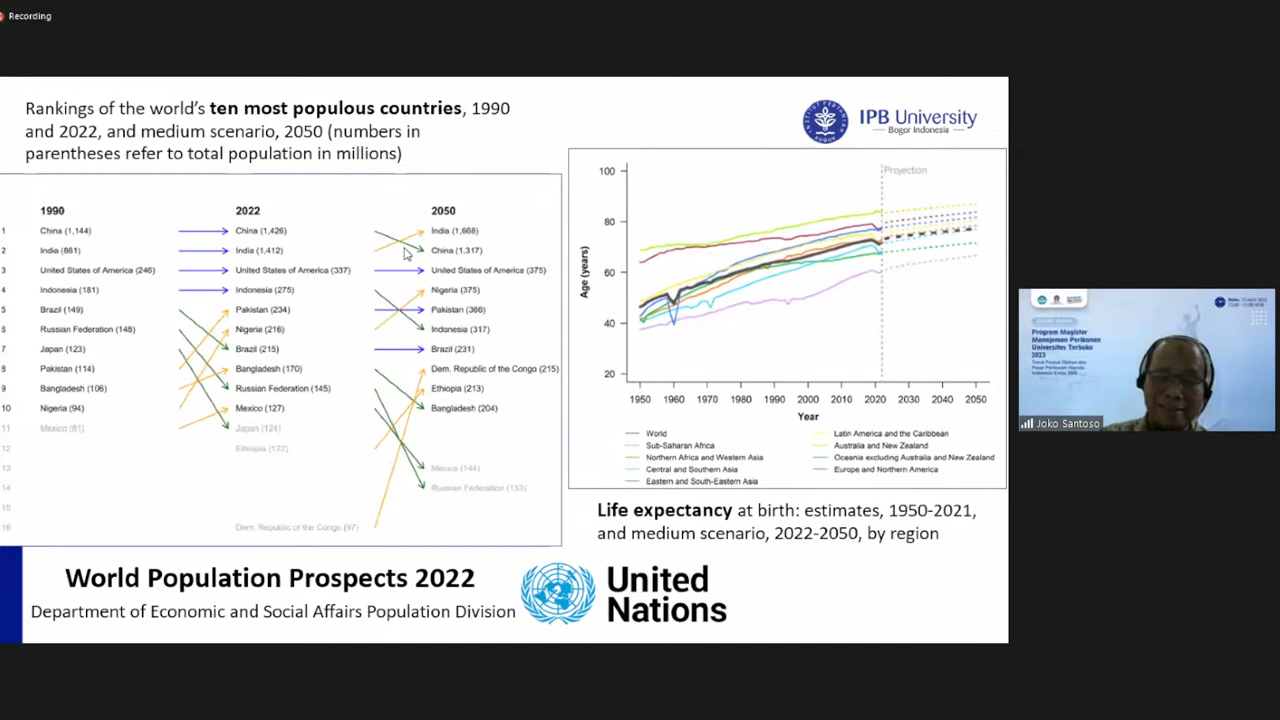 Recording
Rankings of the world's ten most populous countries, 1990
and 2022, and medium scenario, 2050 (numbers in
parentheses refer to total population in millions)
IPB University
Bogor Indonesia
1990 2022 2050
1 China (1,144) China (1,426) India (1,668)
2 India (861) India (1,412) China (1,317)
3 United States of America (246) United States of America (337) United States of America (375)
4 Indonesia (181) Indonesia (275) Nigeria (375)
5 Brazil (149) Pakistan (234) Pakistan (366)
6 Russian Federation (148) Nigeria (216) Indonesia (317)
7 Japan (123) Brazil (215) Brazil (231)
8 Pakistan (114) Bangladesh (170) Dem. Republic of the Congo (215)
9 Bangladesh (106) Russian Federation (145) Ethiopia (213)
10 Nigeria (94) Mexico (127) Bangladesh (204)
11 Mexico (81) Japan (124)
12 Ethiopia (122)
13 Mexico (144)
14 Russian Federation (133)
15
16 Dem. Republic of the Congo (97)
Projection
100
80
60
40
20
Age (years)
1950 1960 1970 1980 1990 2000 2010 2020 2030 2040 2050
Year
World
Sub-Saharan Africa
Northern Africa and Western Asia
Central and Southern Asia
Eastern and South-Eastern Asia
Latin America and the Caribbean
Australia and New Zealand
Oceania excluding Australia and New Zealand
Europe and Northern America
Life expectancy at birth: estimates, 1950-2021,
and medium scenario, 2022-2050, by region
World Population Prospects 2022
Department of Economic and Social Affairs Population Division
United
Nations
Program Magister
Manajemen Perikanan
Universitas Terbuka
2023
Joko Santoso